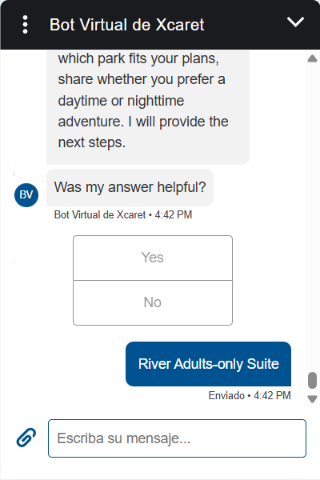 Bot Virtual de Xcaret
which park fits your plans,
share whether you prefer a
daytime or nighttime
adventure. I will provide the
next steps.
Was my answer helpful?
BV
Bot Virtual de Xcaret • 4:42 PM
Yes
No
River Adults-only Suite
Enviado • 4:42 PM
Escriba su mensaje...